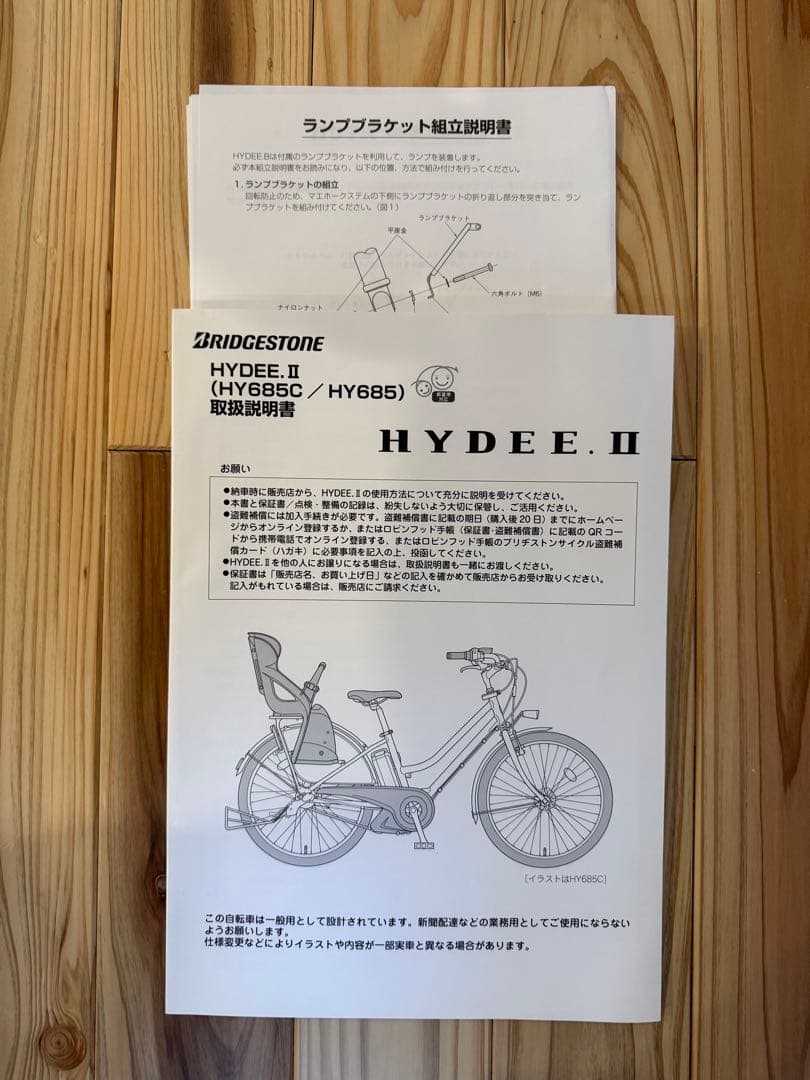 ランプブラケット組立説明書
HYDEE.Bは付属のランプブラケットを利用して、ランプを装着します。
必ず本組立説明書をお読みになり、以下の位置、方法で組み付けを行ってください。
1. ランプブラケットの組立
回転防止のため、マエホークステムの下側にランプブラケットの折り返し部分を突き当て、ラン
プブラケットを組み付けてください。(図1)
ランプブラケット
平座金
六角ボルト (M6)
ナイロンナット
BRIDGESTONE
HYDEE.Ⅱ
(HY685C/HY685)
取扱説明書
HYDEE.Ⅱ
お願い
●納車時に販売店から、HYDEE.Ⅱの使用方法について充分に説明を受けてください。
●本書と保証書/点検・整備の記録は、紛失しないよう大切に保管し、ご活用ください。
●盗難補償には加入手続きが必要です。盗難補償書に記載の期日(購入後20日)までにホームペー
ジからオンライン登録するか、またはロビンフッド手帳(保証書・盗難補償書)に記載のQRコー
ドから携帯電話でオンライン登録する、またはロビンフッド手帳のブリヂストンサイクル盗難補
償カード(ハガキ)に必要事項を記入の上、投函してください。
●HYDEE.Ⅱを他の人にお譲りになる場合は、取扱説明書も一緒にお渡しください。
●保証書は「販売店名、お買い上げ日」などの記入を確かめて販売店からお受け取りください。
記入がもれている場合は、販売店にご請求ください。
[イラストはHY685C]
この自転車は一般用として設計されています。新聞配達などの業務用としてご使用にならない
ようお願いします。
仕様変更などによりイラストや内容が一部実車と異なる場合があります。